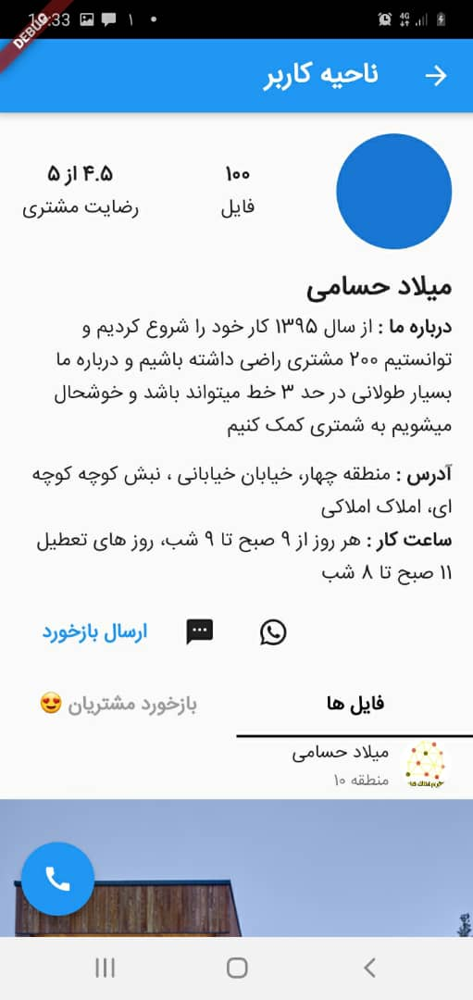 19:33 ۱
4G
DEBUG
ناحیه کاربر
۱۰۰
فایل
۴.۵ از ۵
رضایت مشتری
میلاد حسامی
درباره ما : از سال ۱۳۹۵ کار خود را شروع کردیم و
توانستیم ۲۰۰ مشتری راضی داشته باشیم و درباره ما
بسیار طولانی در حد ۳ خط میتواند باشد و خوشحال
میشویم به شمتری کمک کنیم
آدرس : منطقه چهار، خیابان خیابانی ، نبش کوچه کوچه
ای، املاک املاکی
ساعت کار : هر روز از ۹ صبح تا ۹ شب، روز های تعطیل
۱۱ صبح تا ۸ شب
ارسال بازخورد
فایل ها
بازخورد مشتریان 😍
میلاد حسامی
منطقه ۱۰